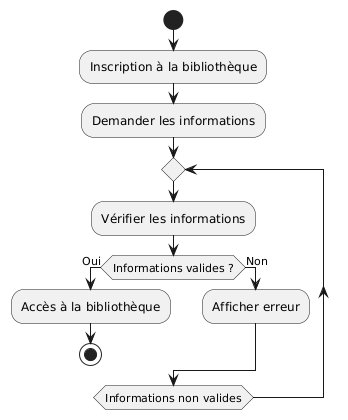 Inscription à la bibliothèque
Demander les informations
Vérifier les informations
Informations valides ?
Oui
Non
Accès à la bibliothèque
Afficher erreur
Informations non valides